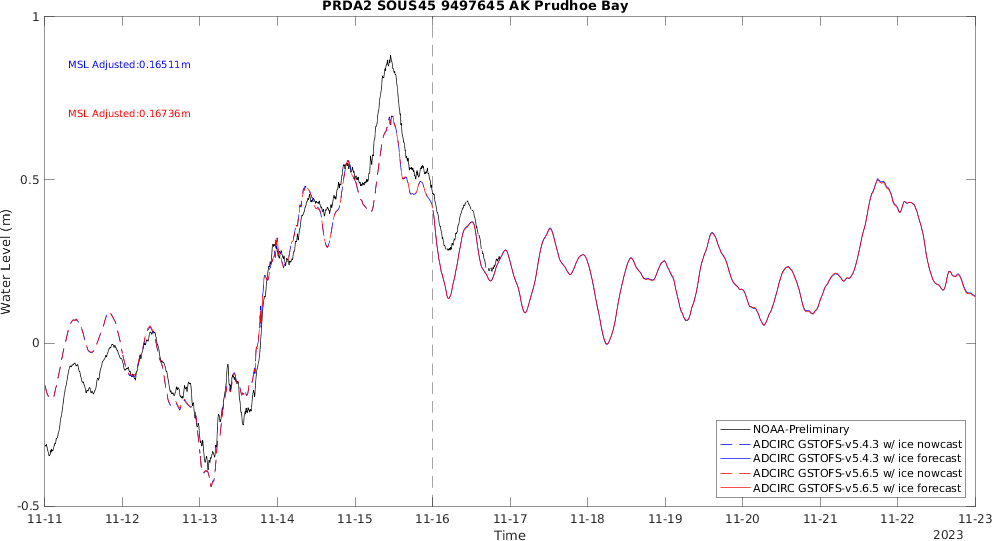 PRDA2 SOUS45 9497645 AK Prudhoe Bay
1
MSL Adjusted:0.16511m
MSL Adjusted:0.16736m
0.5
Water Level (m)
0
NOAA-Preliminary
ADCIRC GSTOFS-v5.4.3 w/ ice nowcast
ADCIRC GSTOFS-v5.4.3 w/ ice forecast
ADCIRC GSTOFS-v5.6.5 w/ ice nowcast
ADCIRC GSTOFS-v5.6.5 w/ ice forecast
-0.5
11-11 11-12 11-13 11-14 11-15 11-16 11-17 11-18 11-19 11-20 11-21 11-22 11-23
Time
2023